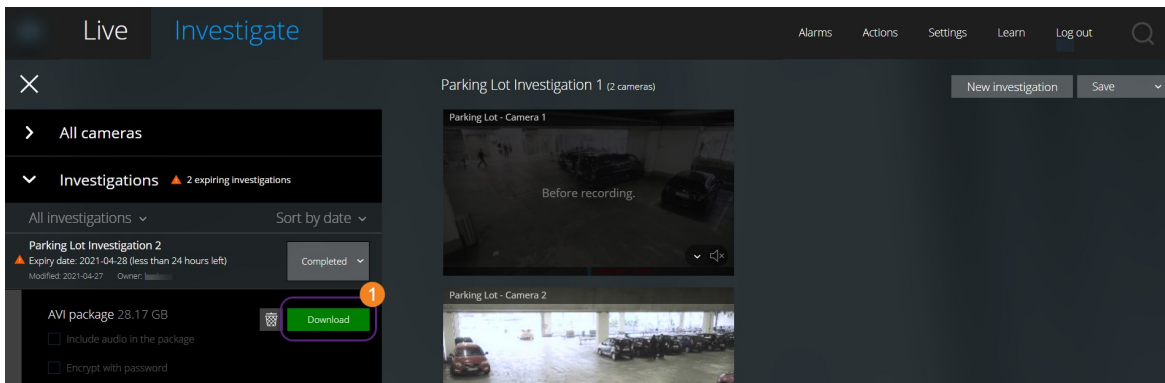 Live Investigate Alarms Actions Settings Learn Log out
Parking Lot Investigation 1 (2 cameras) New investigation Save
All cameras
Investigations 2 expiring investigations
All investigations Sort by date
Parking Lot Investigation 2
Expiry date: 2021-04-28 (less than 24 hours left)
Modified: 2021-04-27 Owner:
Completed
1
AVI package 28.17 GB Download
Include audio in the package
Encrypt with password
Parking Lot - Camera 1
Before recording.
Parking Lot - Camera 2